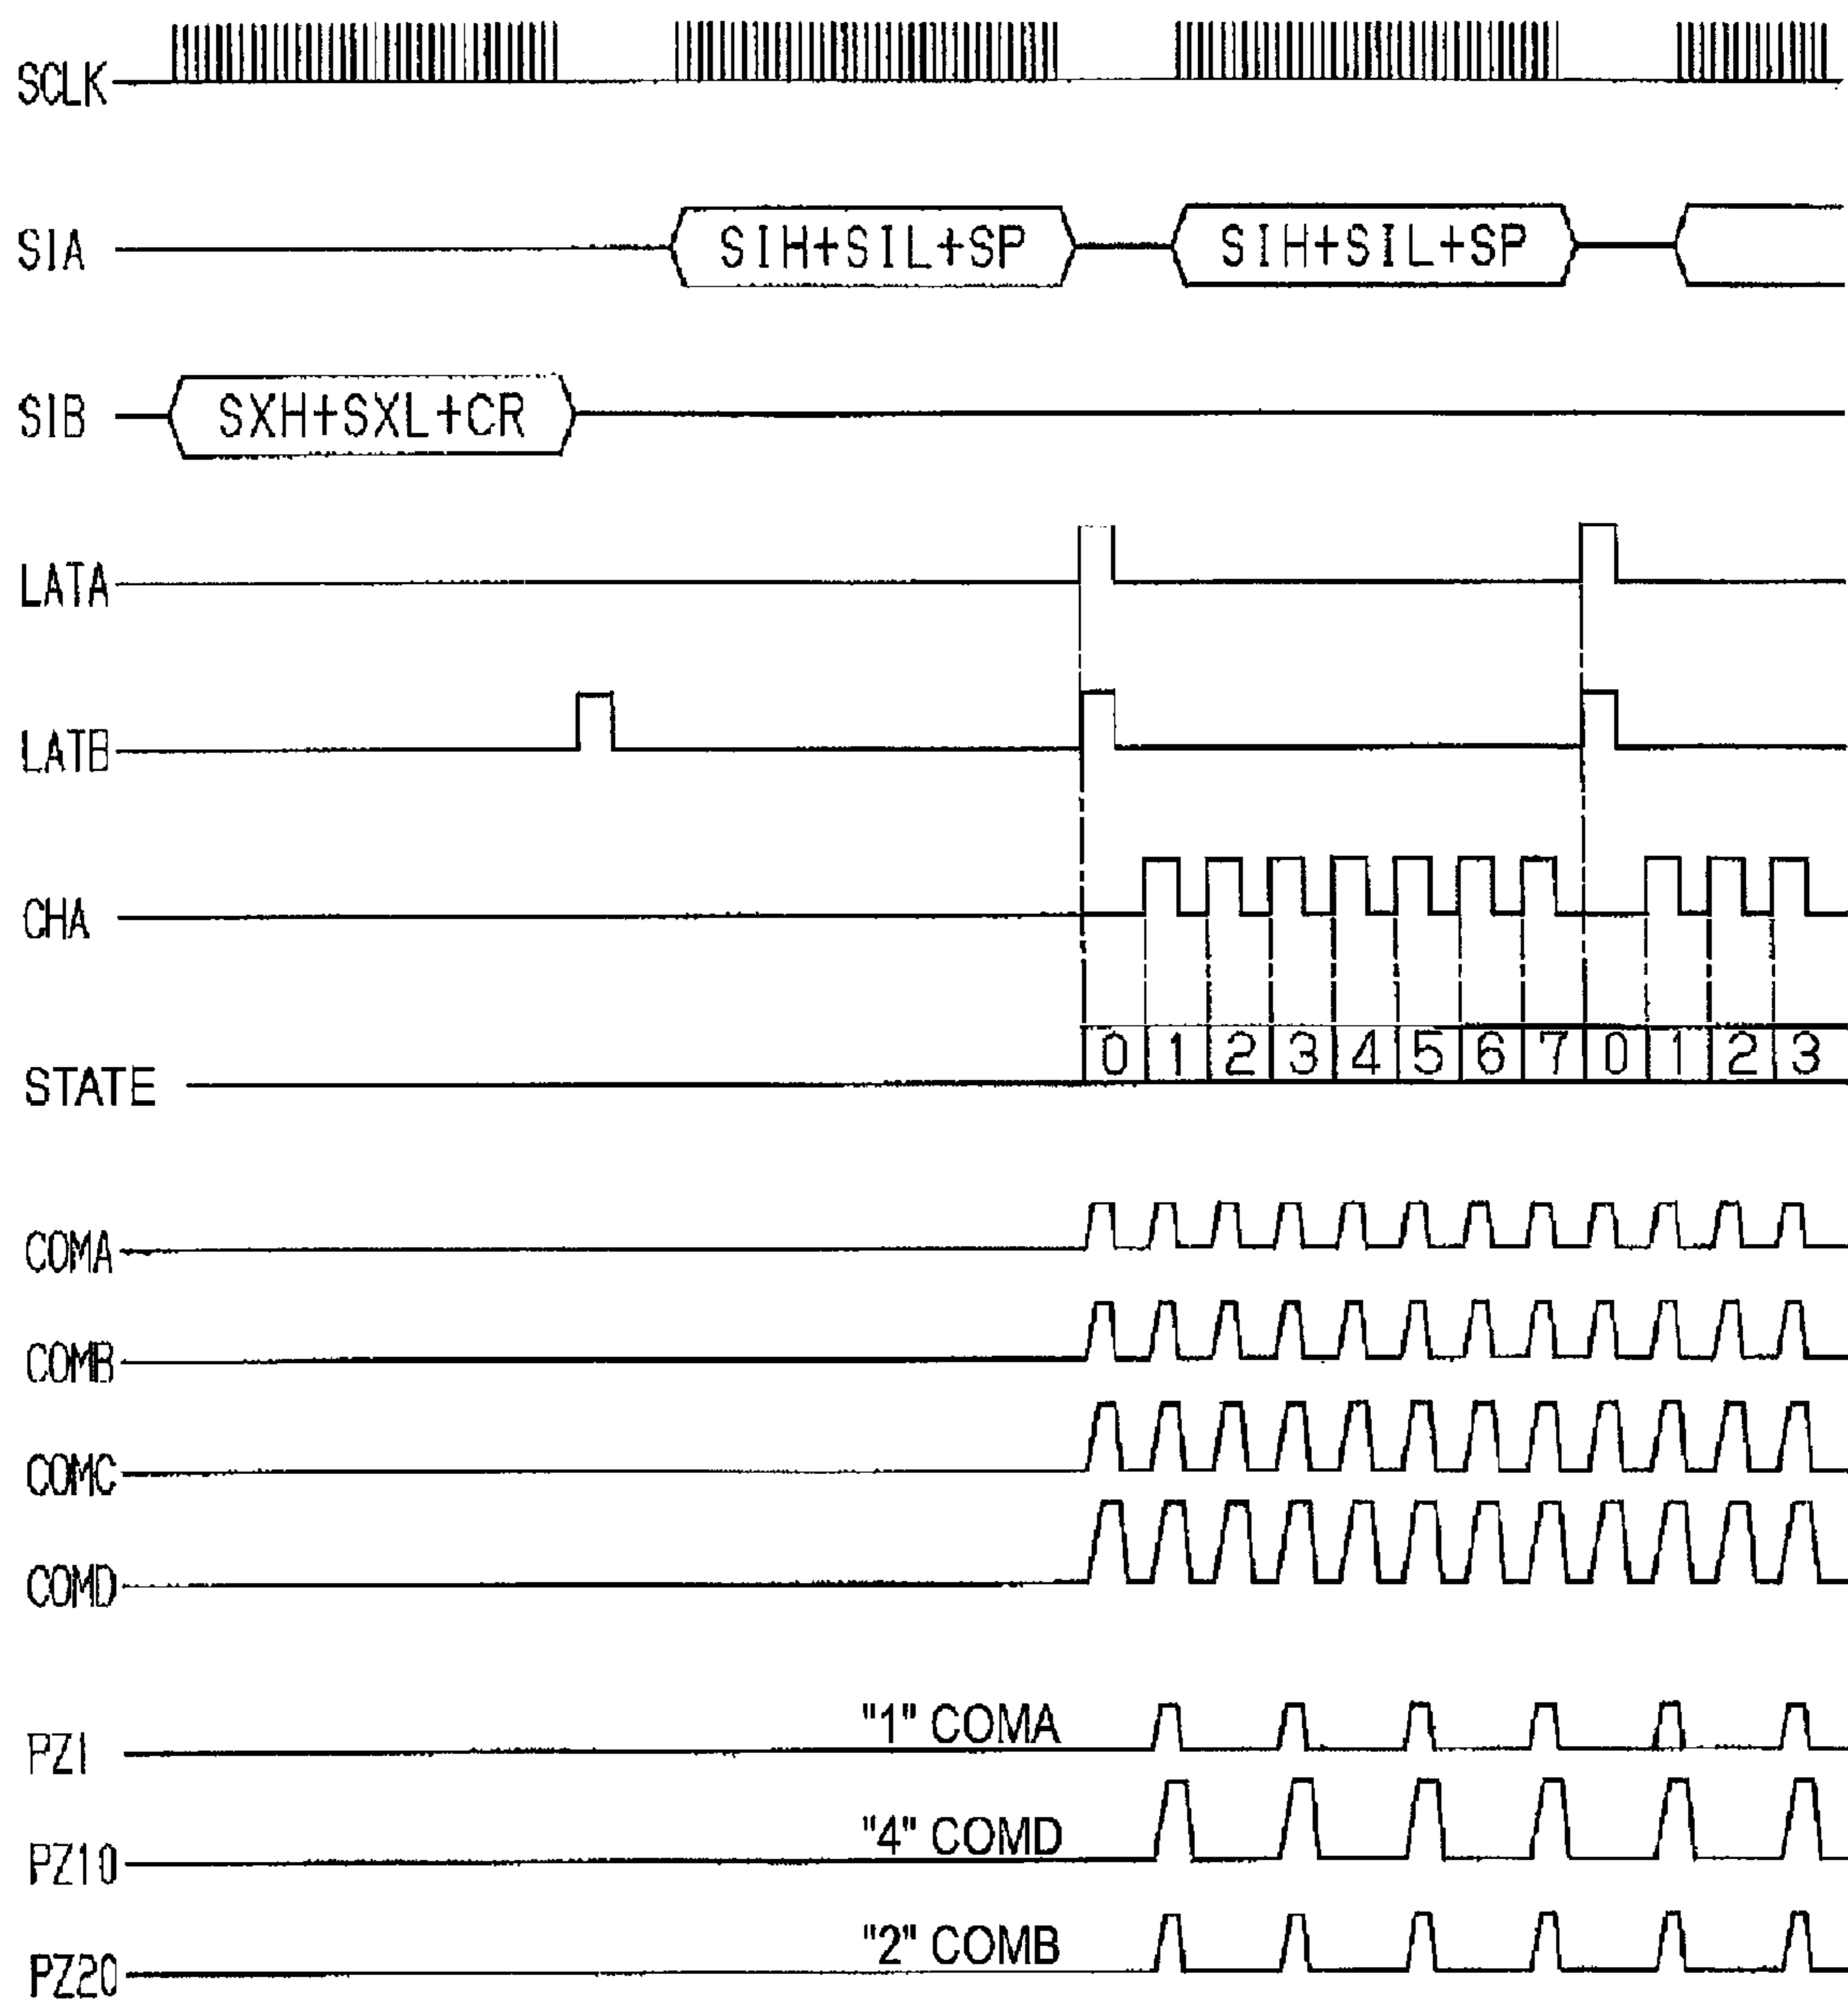 SCLK
SIA SIH+SIL+SP SIH+SIL+SP
SIB SXH+SXL+CR
LATA
LATB
CHA
STATE 0 1 2 3 4 5 6 7 0 1 2 3
COMA
COMB
COMC
COMD
PZ1 "1" COMA
PZ10 "4" COMD
PZ20 "2" COMB